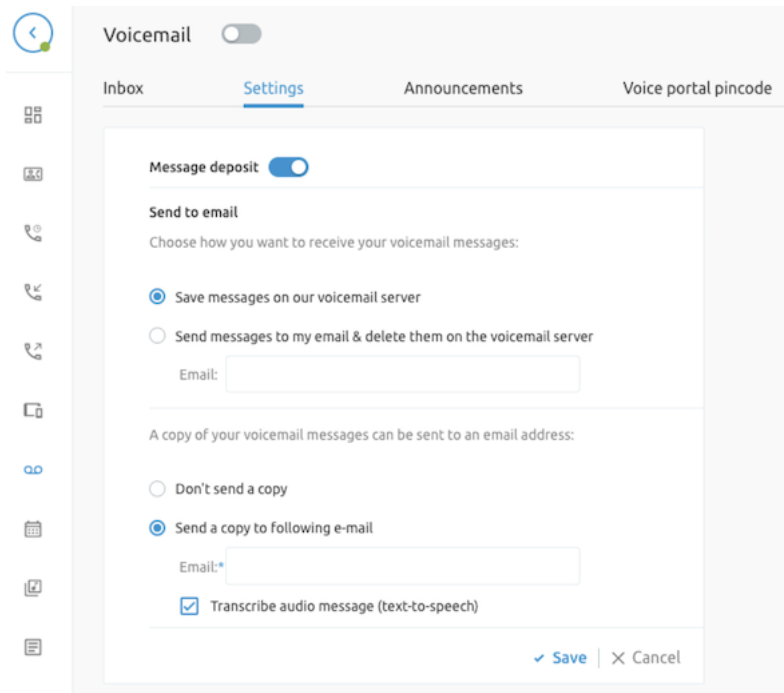 Voicemail
Inbox Settings Announcements Voice portal pincode
Message deposit
Send to email
Choose how you want to receive your voicemail messages:
Save messages on our voicemail server
Send messages to my email & delete them on the voicemail server
Email:
A copy of your voicemail messages can be sent to an email address:
Don't send a copy
Send a copy to following e-mail
Email:*
Transcribe audio message (text-to-speech)
Save Cancel